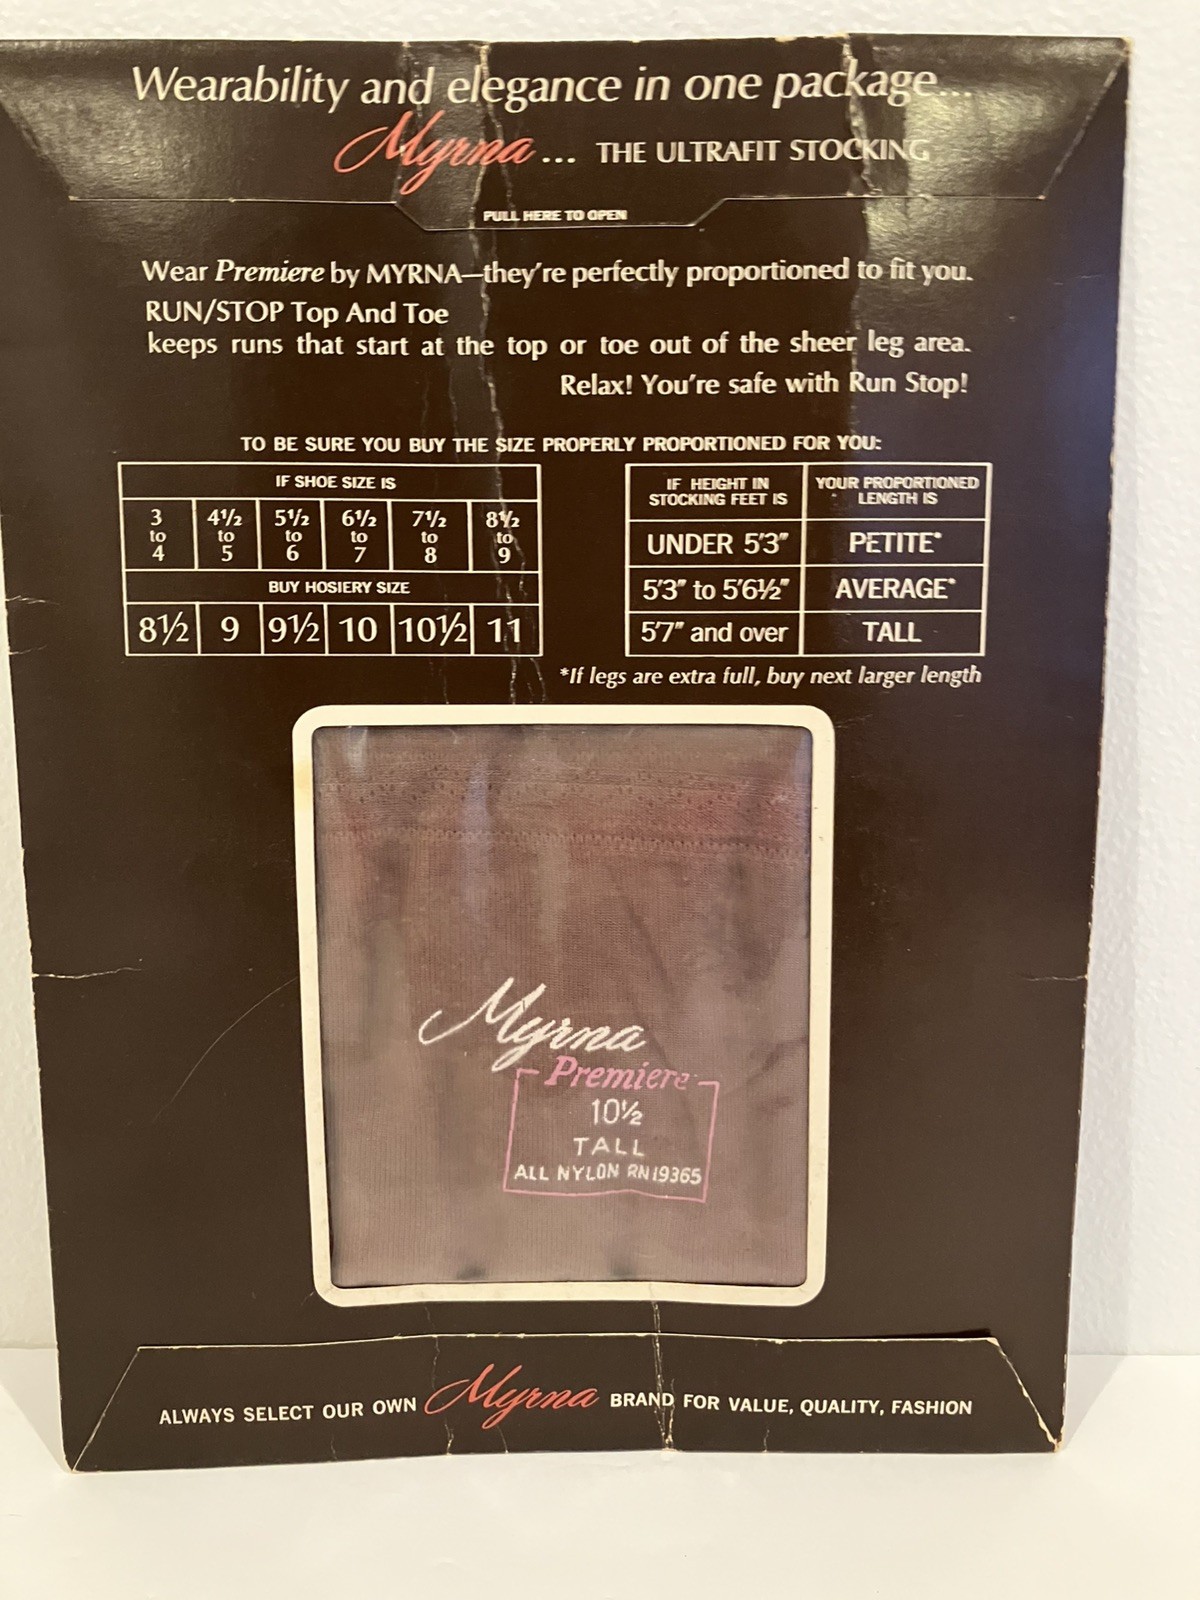 Wearability and elegance in one package...
Myrna... THE ULTRAFIT STOCKING
PULL HERE TO OPEN
Wear Premiere by MYRNA—they're perfectly proportioned to fit you.
RUN/STOP Top And Toe
keeps runs that start at the top or toe out of the sheer leg area.
Relax! You're safe with Run Stop!
TO BE SURE YOU BUY THE SIZE PROPERLY PROPORTIONED FOR YOU:
IF SHOE SIZE IS
3 to 4 4½ to 5 5½ to 6 6½ to 7 7½ to 8 8½ to 9
BUY HOSIERY SIZE
8½ 9 9½ 10 10½ 11
IF HEIGHT IN STOCKING FEET IS YOUR PROPORTIONED LENGTH IS
UNDER 5'3" PETITE*
5'3" to 5'6½" AVERAGE*
5'7" and over TALL
*If legs are extra full, buy next larger length
Myrna
Premiere
10½
TALL
ALL NYLON RN19365
ALWAYS SELECT OUR OWN Myrna BRAND FOR VALUE, QUALITY, FASHION